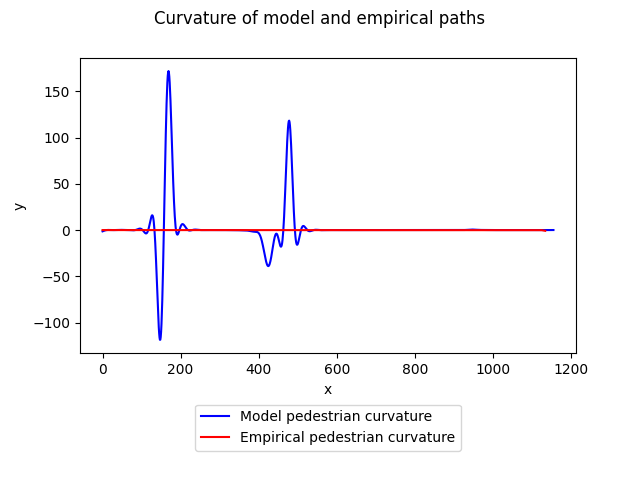 Curvature of model and empirical paths
150
100
50
0
−50
−100
y
0 200 400 600 800 1000 1200
x
Model pedestrian curvature
Empirical pedestrian curvature